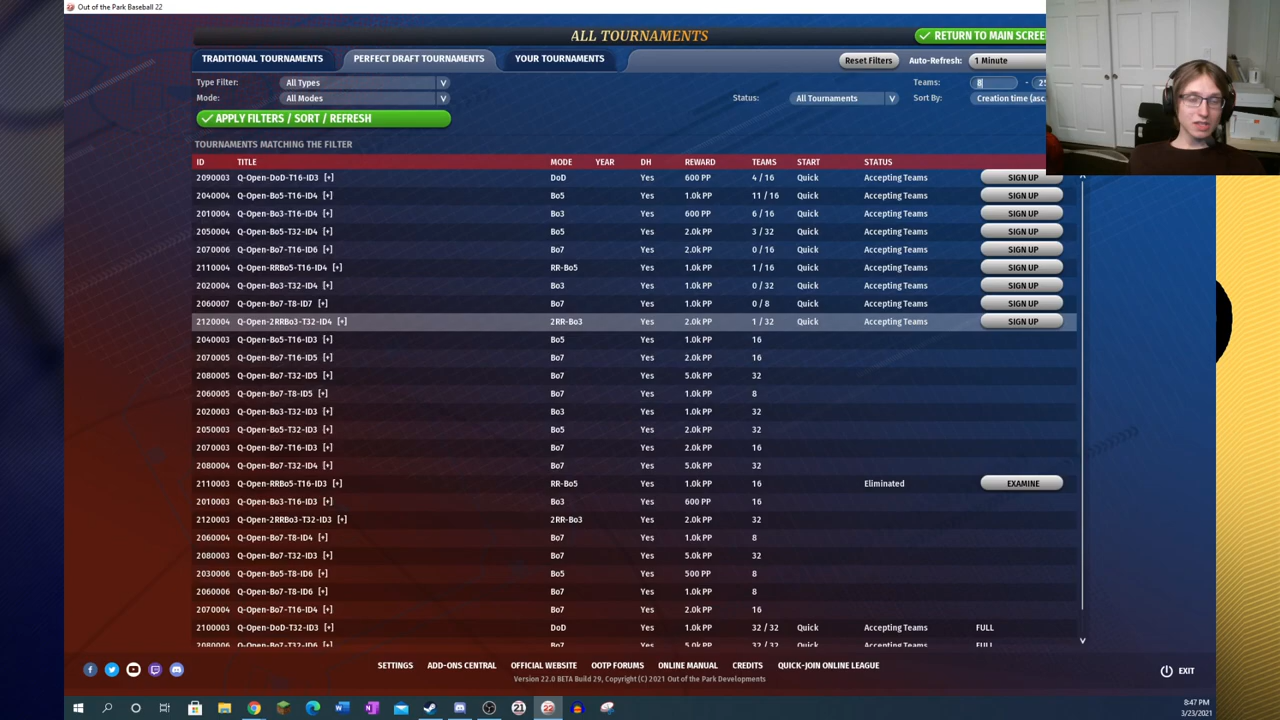 Out of the Park Baseball 22
ALL TOURNAMENTS
RETURN TO MAIN SCREE
TRADITIONAL TOURNAMENTS PERFECT DRAFT TOURNAMENTS YOUR TOURNAMENTS Reset Filters Auto-Refresh: 1 Minute
Type Filter: All Types V Teams: 8 - 25
Mode: All Modes V Status: All Tournaments V Sort By: Creation time (asc.
APPLY FILTERS / SORT / REFRESH
TOURNAMENTS MATCHING THE FILTER
ID TITLE MODE YEAR DH REWARD TEAMS START STATUS
2090003 Q-Open-DoD-T16-ID3 [+] DoD Yes 600 PP 4 / 16 Quick Accepting Teams SIGN UP
2040004 Q-Open-Bo5-T16-ID4 [+] Bo5 Yes 1.0k PP 11 / 16 Quick Accepting Teams SIGN UP
2010004 Q-Open-Bo3-T16-ID4 [+] Bo3 Yes 600 PP 6 / 16 Quick Accepting Teams SIGN UP
2050004 Q-Open-Bo5-T32-ID4 [+] Bo5 Yes 2.0k PP 3 / 32 Quick Accepting Teams SIGN UP
2070006 Q-Open-Bo7-T16-ID6 [+] Bo7 Yes 2.0k PP 0 / 16 Quick Accepting Teams SIGN UP
2110004 Q-Open-RRBo5-T16-ID4 [+] RR-Bo5 Yes 1.0k PP 1 / 16 Quick Accepting Teams SIGN UP
2020004 Q-Open-Bo3-T32-ID4 [+] Bo3 Yes 1.0k PP 0 / 32 Quick Accepting Teams SIGN UP
2060007 Q-Open-Bo7-T8-ID7 [+] Bo7 Yes 1.0k PP 0 / 8 Quick Accepting Teams SIGN UP
2120004 Q-Open-2RRBo3-T32-ID4 [+] 2RR-Bo3 Yes 2.0k PP 1 / 32 Quick Accepting Teams SIGN UP
2040003 Q-Open-Bo5-T16-ID3 [+] Bo5 Yes 1.0k PP 16
2070005 Q-Open-Bo7-T16-ID5 [+] Bo7 Yes 2.0k PP 16
2080005 Q-Open-Bo7-T32-ID5 [+] Bo7 Yes 5.0k PP 32
2060005 Q-Open-Bo7-T8-ID5 [+] Bo7 Yes 1.0k PP 8
2020003 Q-Open-Bo3-T32-ID3 [+] Bo3 Yes 1.0k PP 32
2050003 Q-Open-Bo5-T32-ID3 [+] Bo5 Yes 2.0k PP 32
2070003 Q-Open-Bo7-T16-ID3 [+] Bo7 Yes 2.0k PP 16
2080004 Q-Open-Bo7-T32-ID4 [+] Bo7 Yes 5.0k PP 32
2110003 Q-Open-RRBo5-T16-ID3 [+] RR-Bo5 Yes 1.0k PP 16 Eliminated EXAMINE
2010003 Q-Open-Bo3-T16-ID3 [+] Bo3 Yes 600 PP 16
2120003 Q-Open-2RRBo3-T32-ID3 [+] 2RR-Bo3 Yes 2.0k PP 32
2060004 Q-Open-Bo7-T8-ID4 [+] Bo7 Yes 1.0k PP 8
2080003 Q-Open-Bo7-T32-ID3 [+] Bo7 Yes 5.0k PP 32
2030006 Q-Open-Bo5-T8-ID6 [+] Bo5 Yes 500 PP 8
2060006 Q-Open-Bo7-T8-ID6 [+] Bo7 Yes 1.0k PP 8
2070004 Q-Open-Bo7-T16-ID4 [+] Bo7 Yes 2.0k PP 16
2100003 Q-Open-DoD-T32-ID3 [+] DoD Yes 1.0k PP 32 / 32 Quick Accepting Teams FULL
2080006 Q-Open-Bo7-T32-ID6 [+] Bo7 Yes 5.0k PP 32 / 32 Quick Accepting Teams FULL
SETTINGS ADD-ONS CENTRAL OFFICIAL WEBSITE OOTP FORUMS ONLINE MANUAL CREDITS QUICK-JOIN ONLINE LEAGUE
Version 22.0 BETA Build 29, Copyright (C) 2021 Out of the Park Developments
EXIT
8:47 PM
3/23/2021